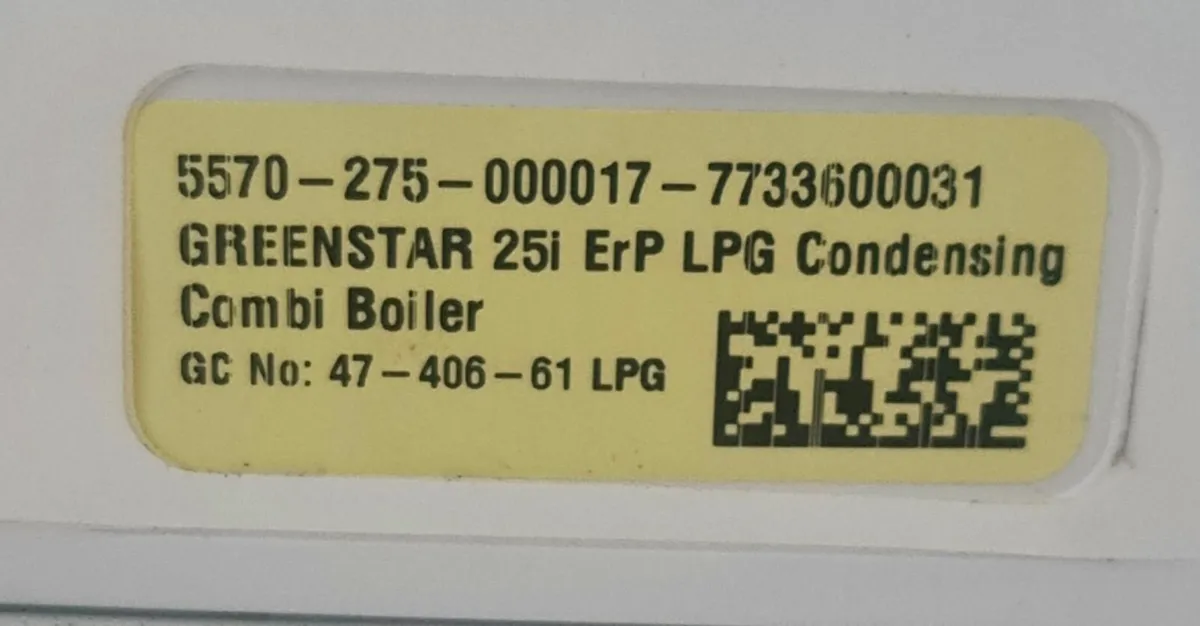 5570-275-000017-7733600031
GREENSTAR 25i ErP LPG Condensing
Combi Boiler
GC No: 47-406-61 LPG